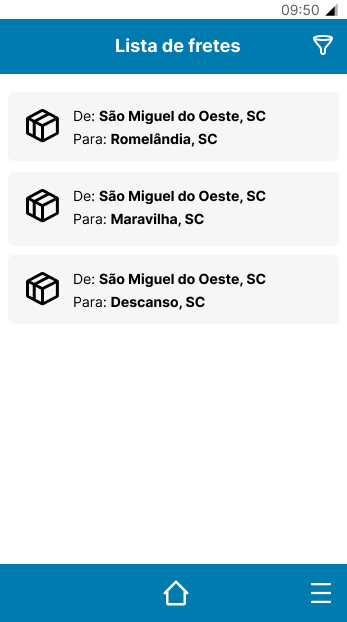 09:50
Lista de fretes
De: São Miguel do Oeste, SC
Para: Romelândia, SC
De: São Miguel do Oeste, SC
Para: Maravilha, SC
De: São Miguel do Oeste, SC
Para: Descanso, SC